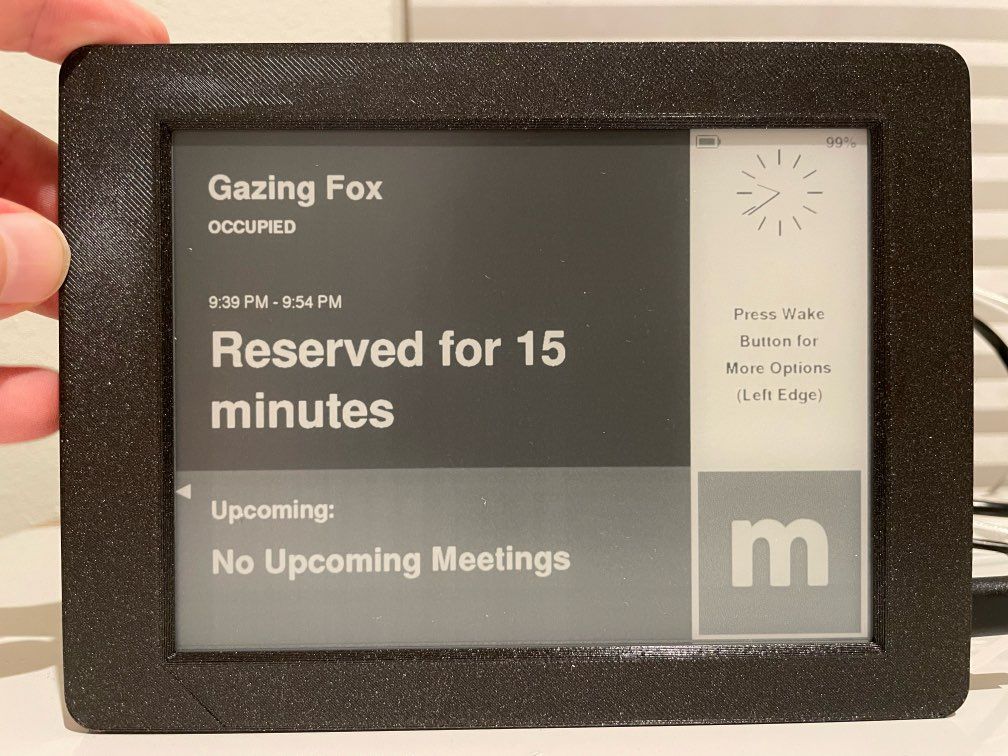 Gazing Fox
OCCUPIED
9:39 PM - 9:54 PM
Reserved for 15
minutes
Upcoming:
No Upcoming Meetings
99%
Press Wake
Button for
More Options
(Left Edge)
m